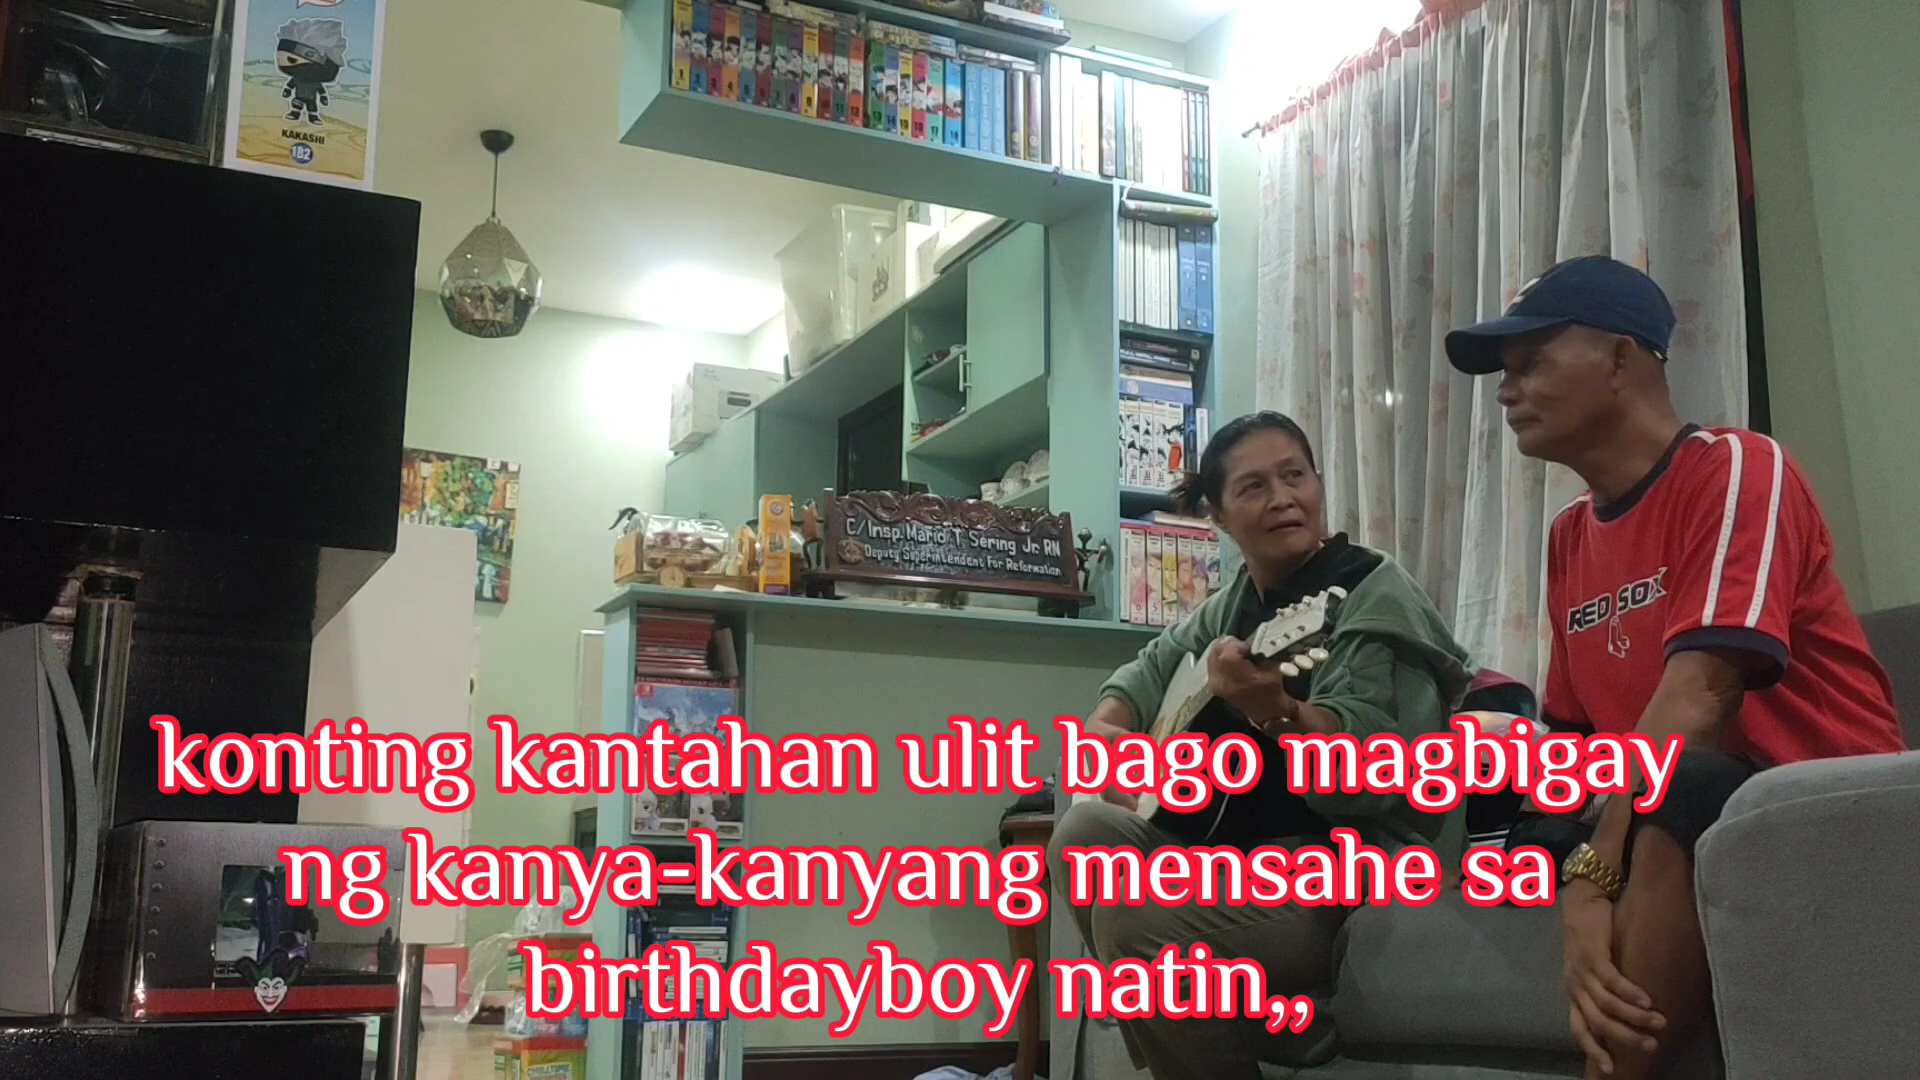 KAKASHI
182
C/Insp. Mario T. Sering Jr. RN
Deputy Superintendent For Reformation
RED SOX
konting kantahan ulit bago magbigay
ng kanya-kanyang mensahe sa
birthdayboy natin,,